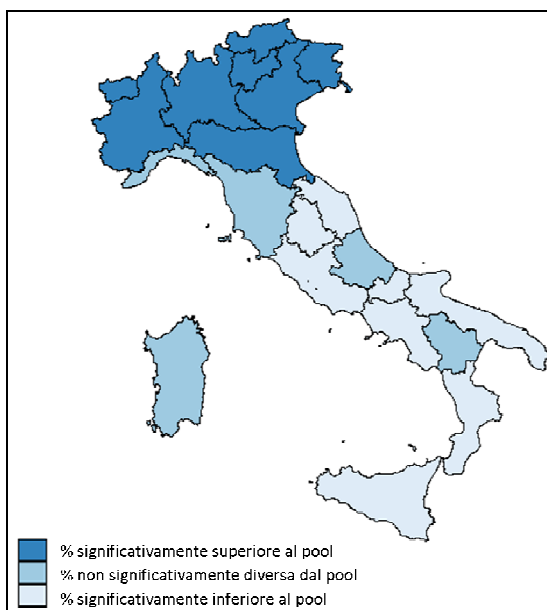 % significativamente superiore al pool
% non significativamente diversa dal pool
% significativamente inferiore al pool